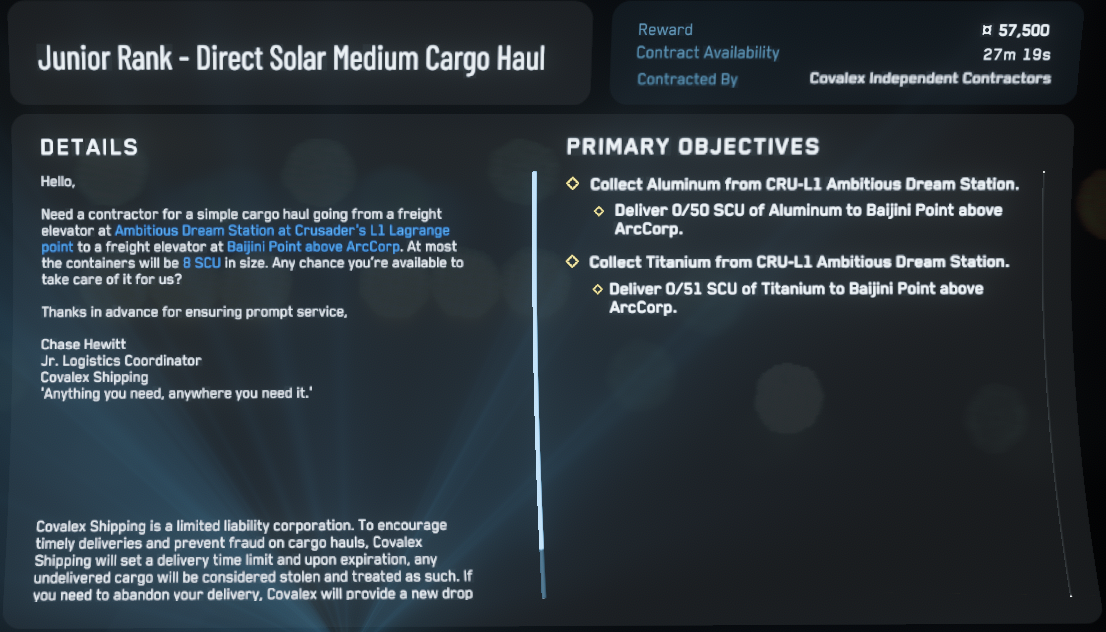 Junior Rank - Direct Solar Medium Cargo Haul
Reward ¤ 57,500
Contract Availability 27m 19s
Contracted By Covalex Independent Contractors
DETAILS
Hello,
Need a contractor for a simple cargo haul going from a freight
elevator at Ambitious Dream Station at Crusader's L1 Lagrange
point to a freight elevator at Baijini Point above ArcCorp. At most
the containers will be 8 SCU in size. Any chance you're available to
take care of it for us?
Thanks in advance for ensuring prompt service,
Chase Hewitt
Jr. Logistics Coordinator
Covalex Shipping
'Anything you need, anywhere you need it.'
Covalex Shipping is a limited liability corporation. To encourage
timely deliveries and prevent fraud on cargo hauls, Covalex
Shipping will set a delivery time limit and upon expiration, any
undelivered cargo will be considered stolen and treated as such. If
you need to abandon your delivery, Covalex will provide a new drop
PRIMARY OBJECTIVES
Collect Aluminum from CRU-L1 Ambitious Dream Station.
Deliver 0/50 SCU of Aluminum to Baijini Point above
ArcCorp.
Collect Titanium from CRU-L1 Ambitious Dream Station.
Deliver 0/51 SCU of Titanium to Baijini Point above
ArcCorp.